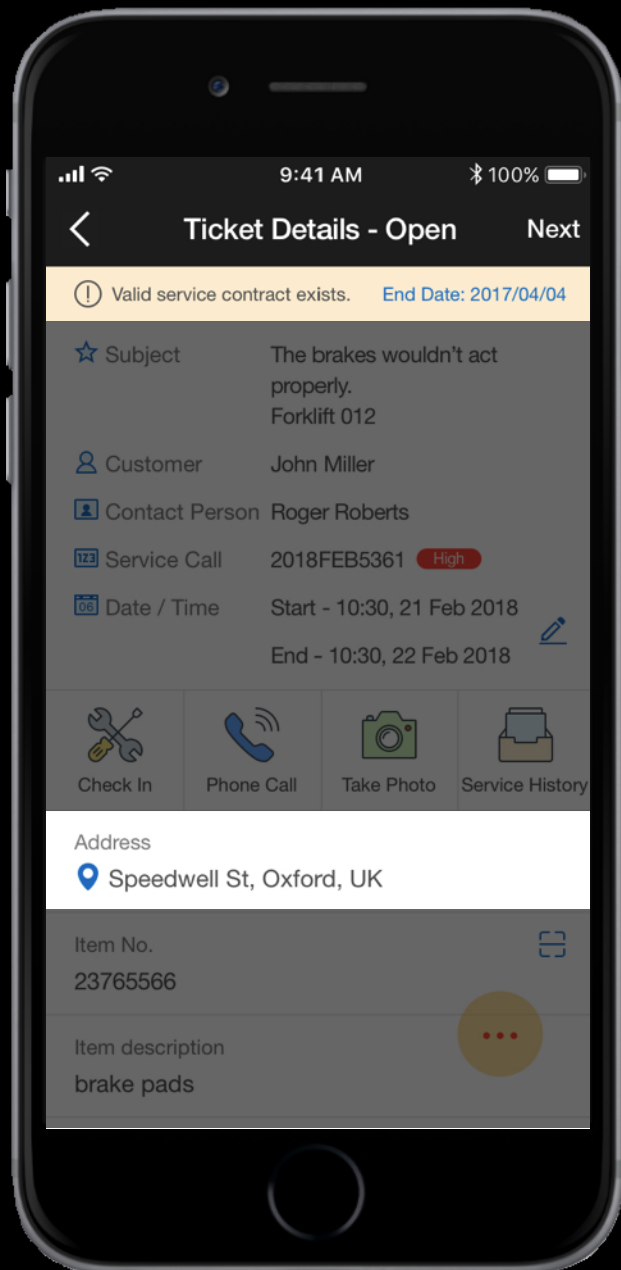 9:41 AM 100%
Ticket Details - Open Next
Valid service contract exists. End Date: 2017/04/04
Subject The brakes wouldn't act
properly.
Forklift 012
Customer John Miller
Contact Person Roger Roberts
123 Service Call 2018FEB5361 High
06 Date / Time Start - 10:30, 21 Feb 2018
End - 10:30, 22 Feb 2018
Check In Phone Call Take Photo Service History
Address
Speedwell St, Oxford, UK
Item No.
23765566
Item description
brake pads